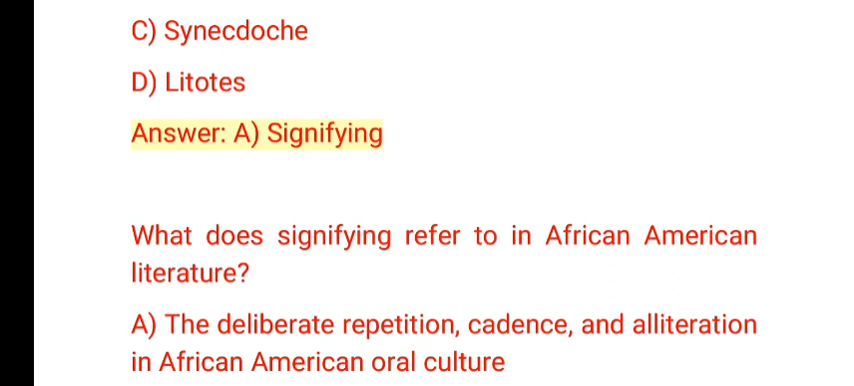 C) Synecdoche
D) Litotes
Answer: A) Signifying
What does signifying refer to in African American
literature?
A) The deliberate repetition, cadence, and alliteration
in African American oral culture